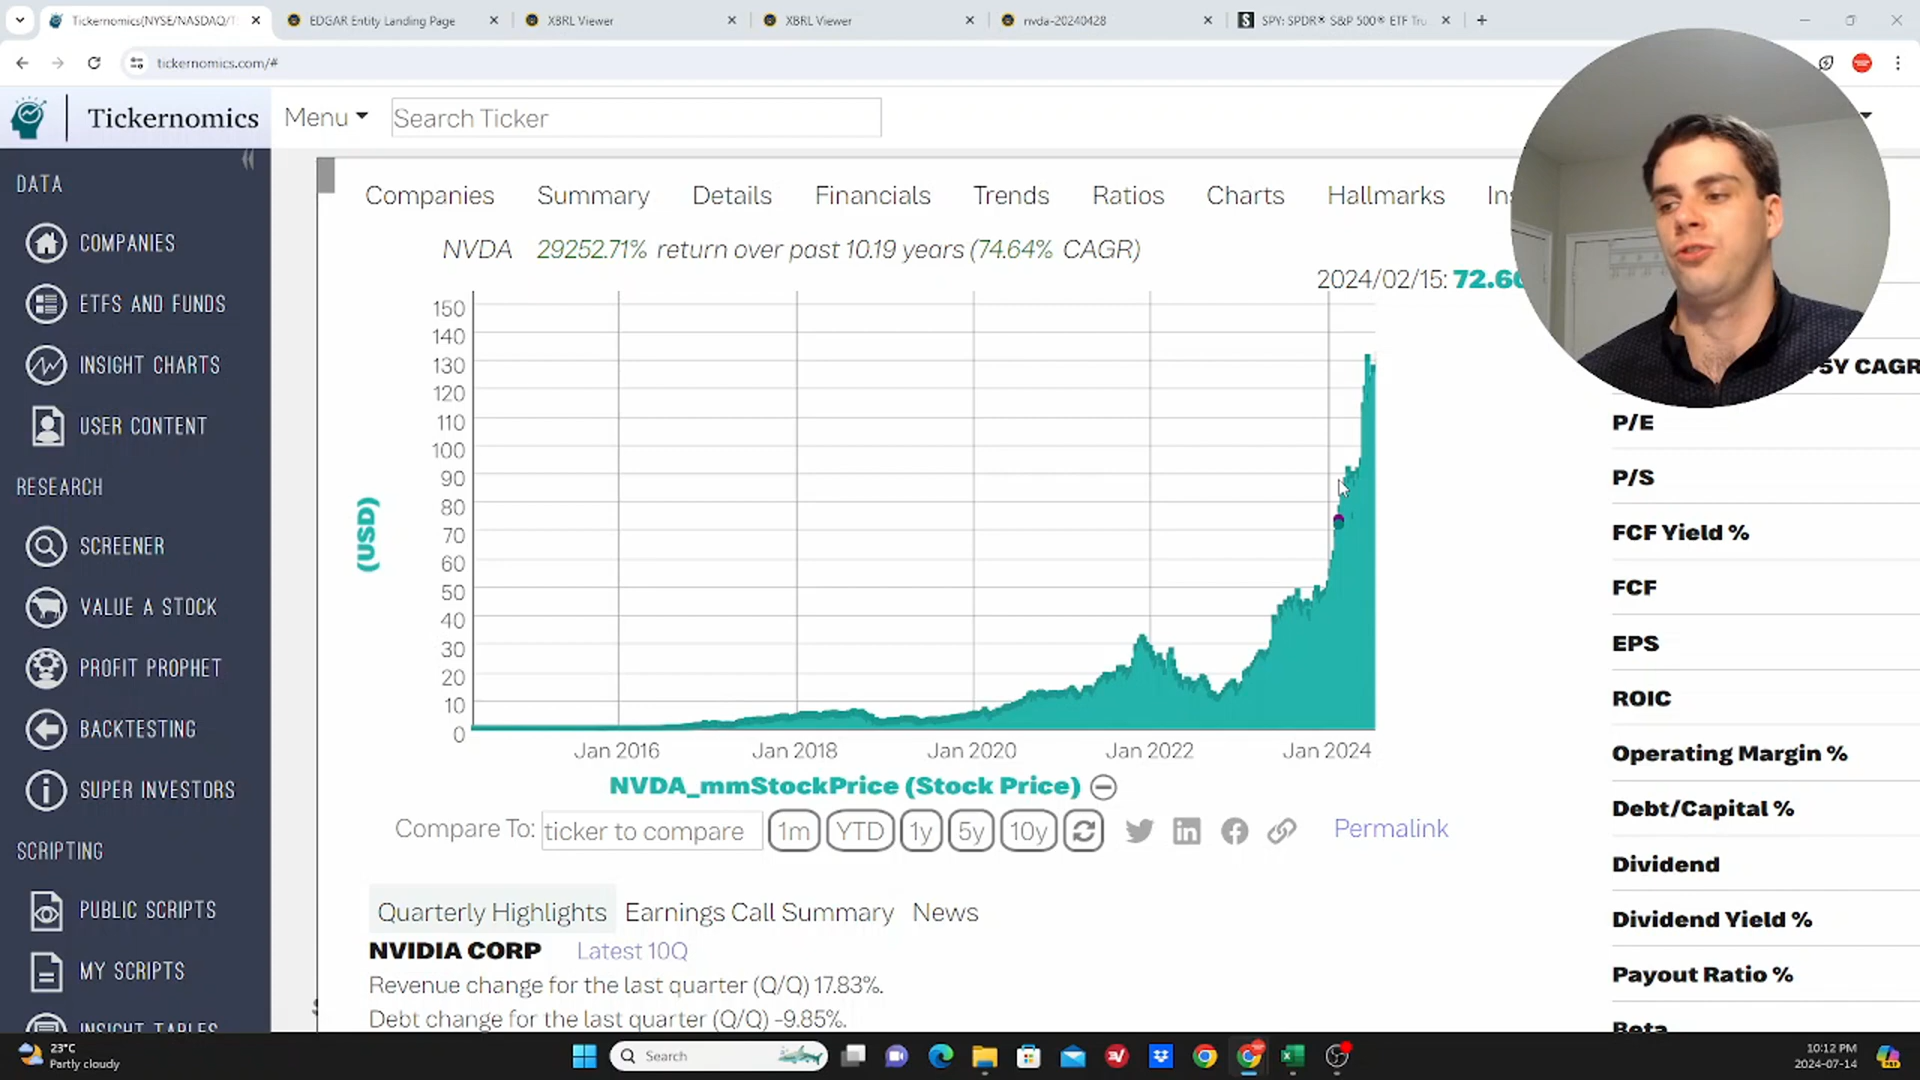 Tickernomics(NYSE/NASDAQ/T
EDGAR Entity Landing Page
XBRL Viewer
XBRL Viewer
nvda-20240428
SPY: SPDR® S&P 500® ETF Tru
tickernomics.com/#
Tickernomics
Menu
Search Ticker
DATA
COMPANIES
ETFS AND FUNDS
INSIGHT CHARTS
USER CONTENT
RESEARCH
SCREENER
VALUE A STOCK
PROFIT PROPHET
BACKTESTING
SUPER INVESTORS
SCRIPTING
PUBLIC SCRIPTS
MY SCRIPTS
INSIGHT TABLES
Companies Summary Details Financials Trends Ratios Charts Hallmarks
NVDA 29252.71% return over past 10.19 years (74.64% CAGR)
2024/02/15: 72.6
150
140
130
120
110
100
90
80
70
60
50
40
30
20
10
0
(USD)
Jan 2016 Jan 2018 Jan 2020 Jan 2022 Jan 2024
NVDA_mmStockPrice (Stock Price)
Compare To: ticker to compare 1m YTD 1y 5y 10y Permalink
Quarterly Highlights Earnings Call Summary News
NVIDIA CORP Latest 10Q
Revenue change for the last quarter (Q/Q) 17.83%.
Debt change for the last quarter (Q/Q) -9.85%.
5Y CAGR
P/E
P/S
FCF Yield %
FCF
EPS
ROIC
Operating Margin %
Debt/Capital %
Dividend
Dividend Yield %
Payout Ratio %
Beta
23°C
Partly cloudy
Search
10:12 PM
2024-07-14